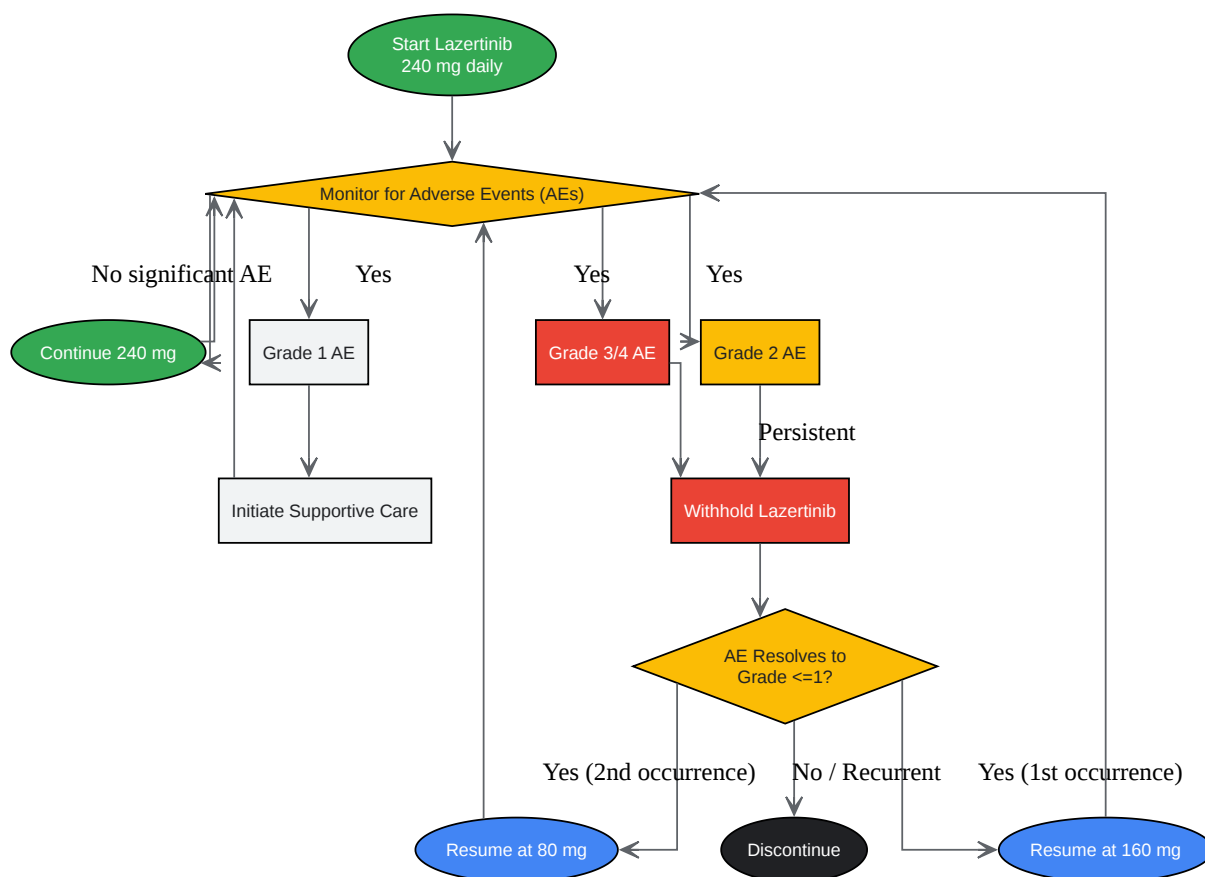 Start Lazertinib
240 mg daily
Monitor for Adverse Events (AEs)
No significant AE
Yes
Yes
Yes
Continue 240 mg
Grade 1 AE
Grade 3/4 AE
Grade 2 AE
Persistent
Initiate Supportive Care
Withhold Lazertinib
AE Resolves to
Grade <=1?
Yes (2nd occurrence)
No / Recurrent
Yes (1st occurrence)
Resume at 80 mg
Discontinue
Resume at 160 mg